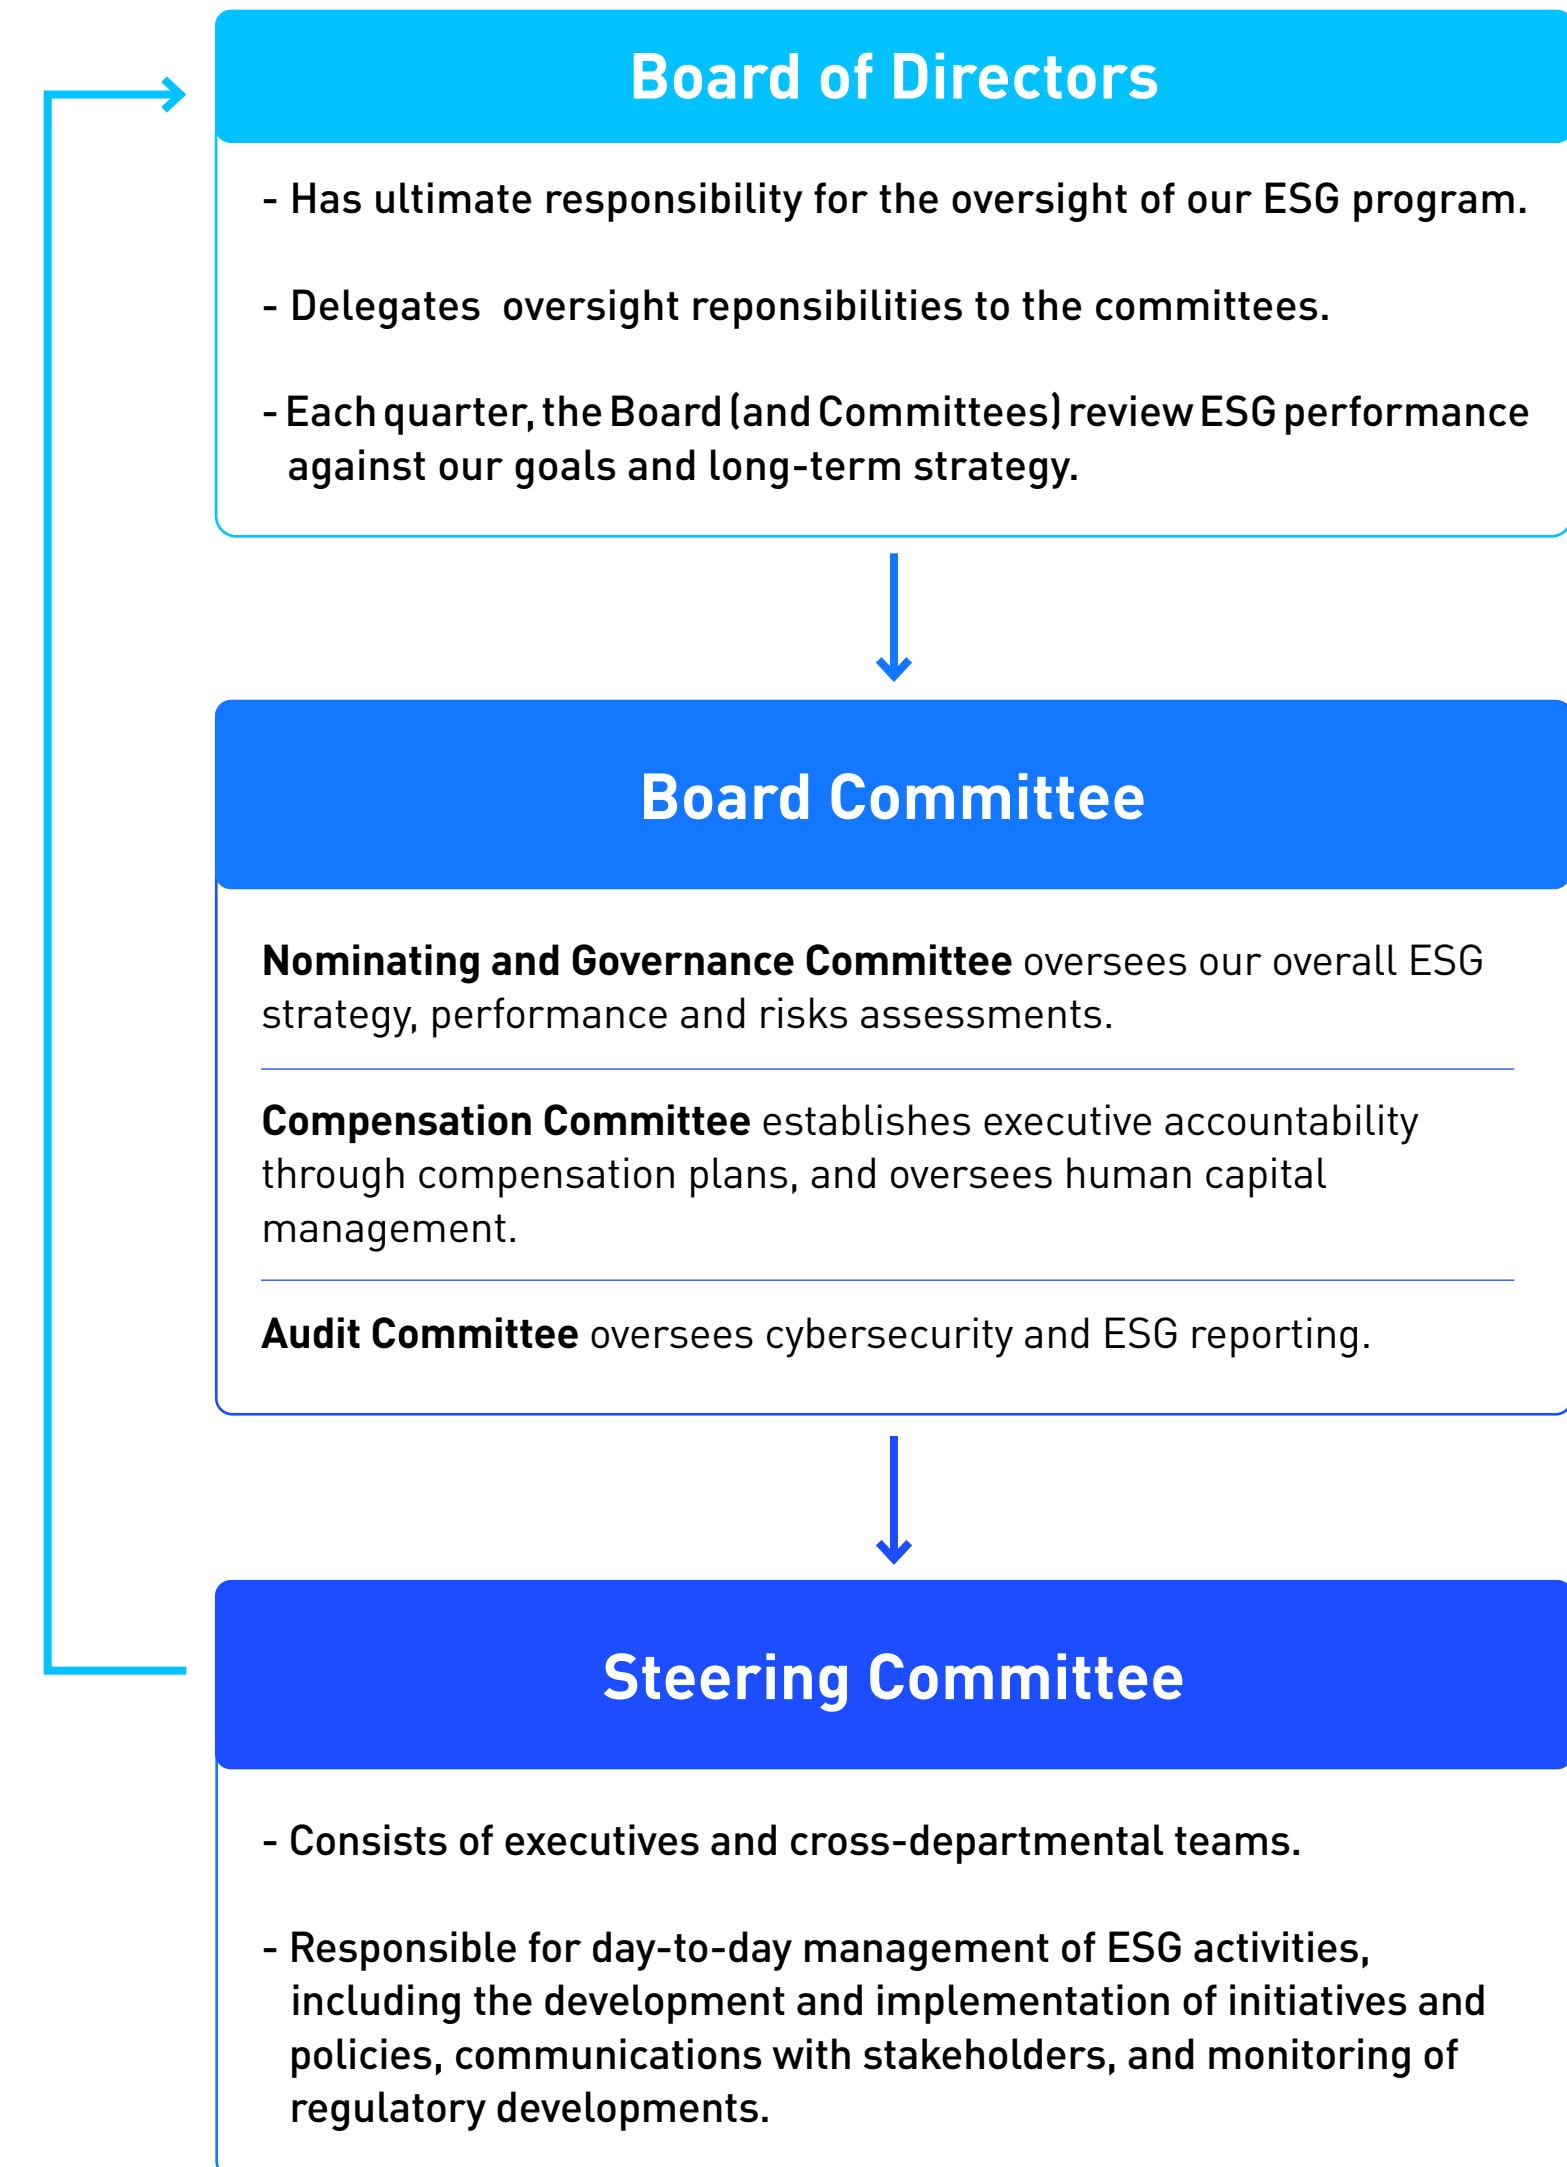 Board of Directors
- Has ultimate responsibility for the oversight of our ESG program.
- Delegates  oversight reponsibilities to the committees.
- Each quarter, the Board (and Committees) review ESG performance
against our goals and long-term strategy.
Board Committee
Nominating and Governance Committee oversees our overall ESG
strategy, performance and risks assessments.
Compensation Committee establishes executive accountability
through compensation plans, and oversees human capital
management.
Audit Committee oversees cybersecurity and ESG reporting.
Steering Committee
- Consists of executives and cross-departmental teams.
- Responsible for day-to-day management of ESG activities,
including the development and implementation of initiatives and
policies, communications with stakeholders, and monitoring of
regulatory developments.